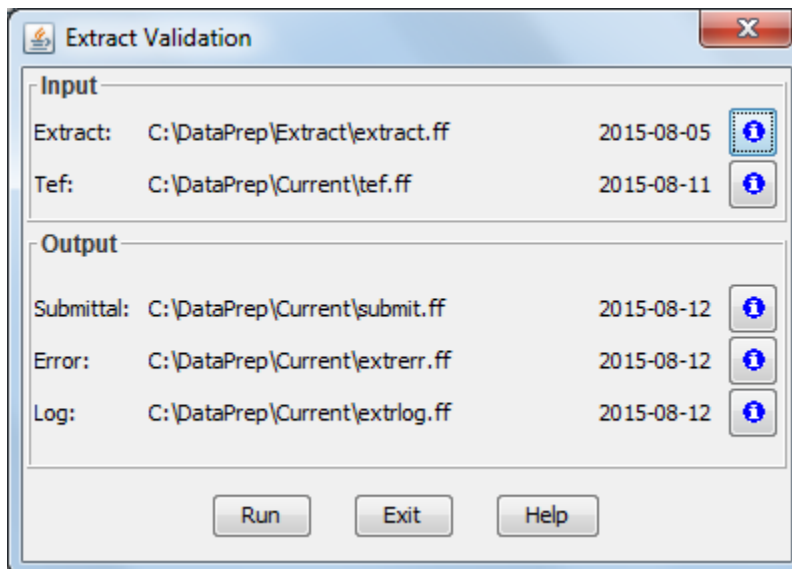 Extract Validation
Input
Extract: C:\DataPrep\Extract\extract.ff 2015-08-05
Tef: C:\DataPrep\Current\tef.ff 2015-08-11
Output
Submittal: C:\DataPrep\Current\submit.ff 2015-08-12
Error: C:\DataPrep\Current\extrerr.ff 2015-08-12
Log: C:\DataPrep\Current\extrlog.ff 2015-08-12
Run Exit Help